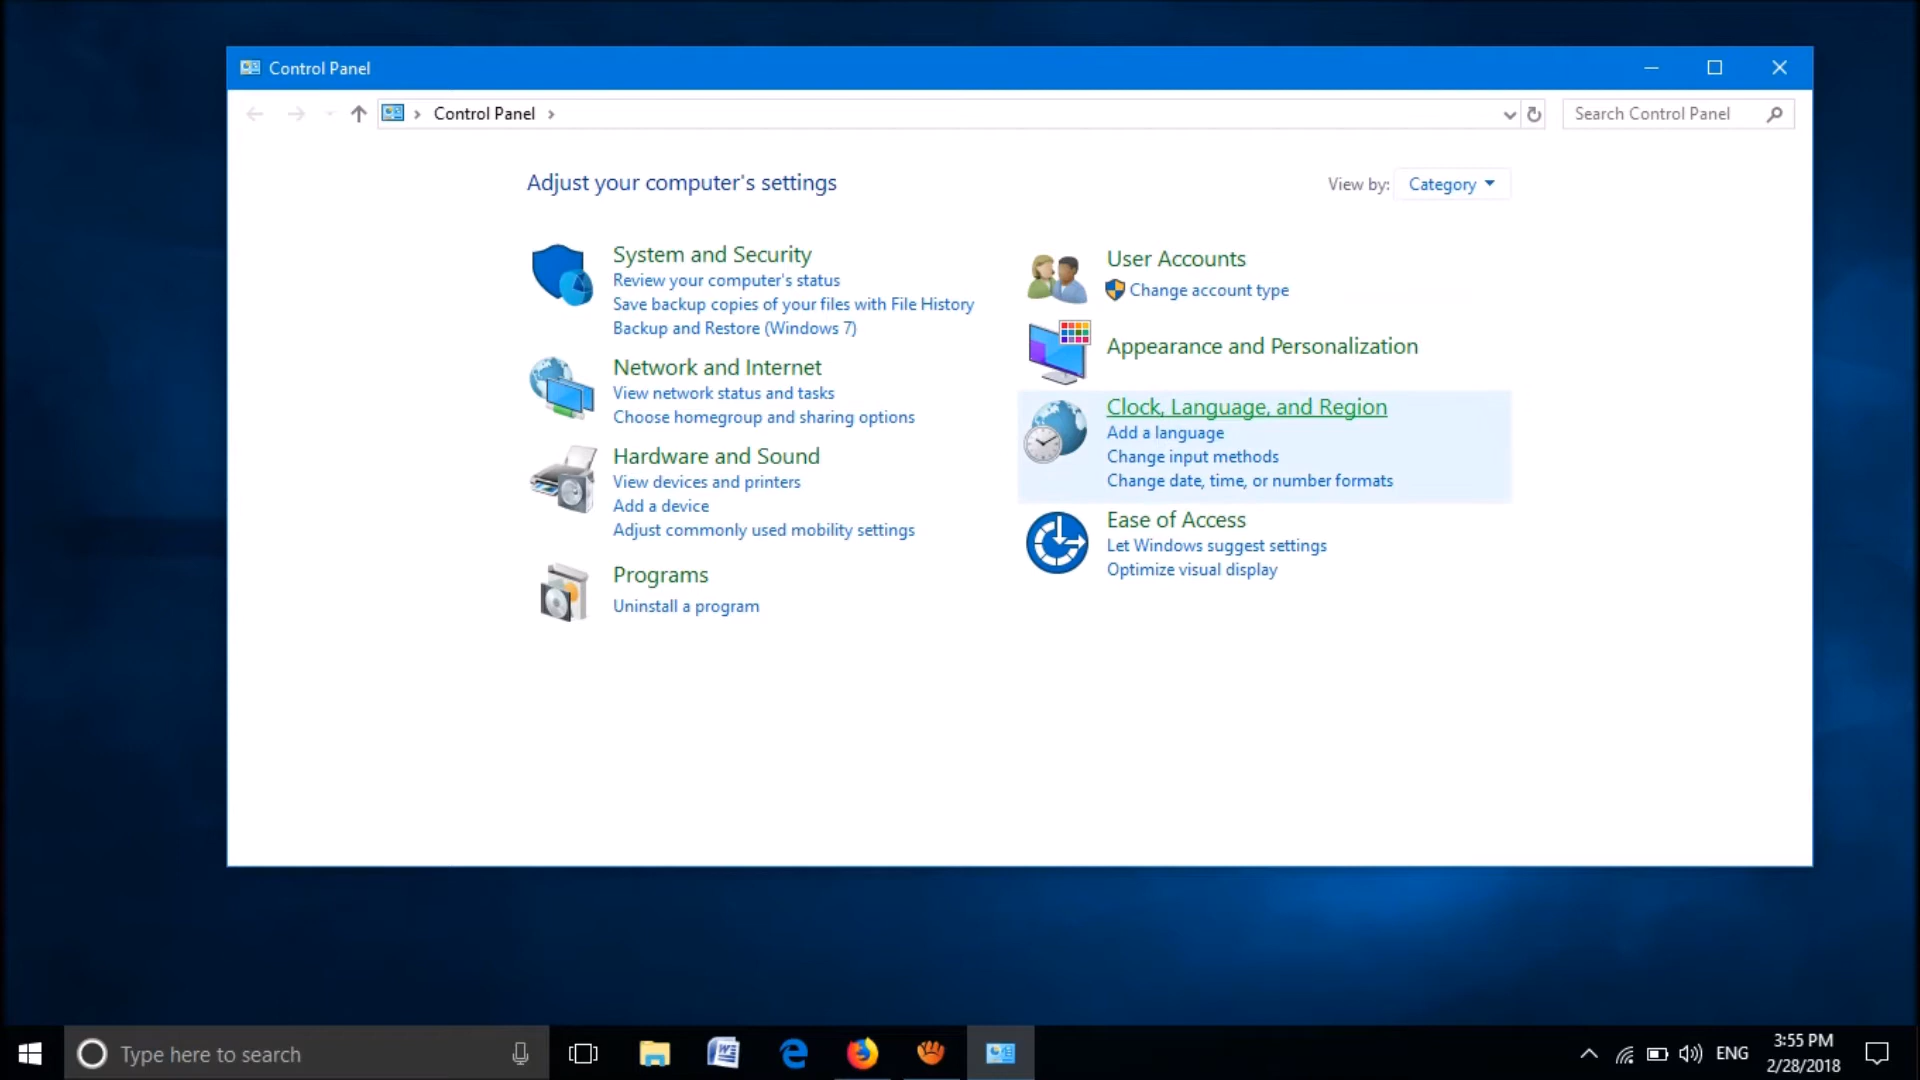 Control Panel
Control Panel
Search Control Panel
Adjust your computer's settings
View by: Category
System and Security
Review your computer's status
Save backup copies of your files with File History
Backup and Restore (Windows 7)
Network and Internet
View network status and tasks
Choose homegroup and sharing options
Hardware and Sound
View devices and printers
Add a device
Adjust commonly used mobility settings
Programs
Uninstall a program
User Accounts
Change account type
Appearance and Personalization
Clock, Language, and Region
Add a language
Change input methods
Change date, time, or number formats
Ease of Access
Let Windows suggest settings
Optimize visual display
Type here to search
ENG
3:55 PM
2/28/2018